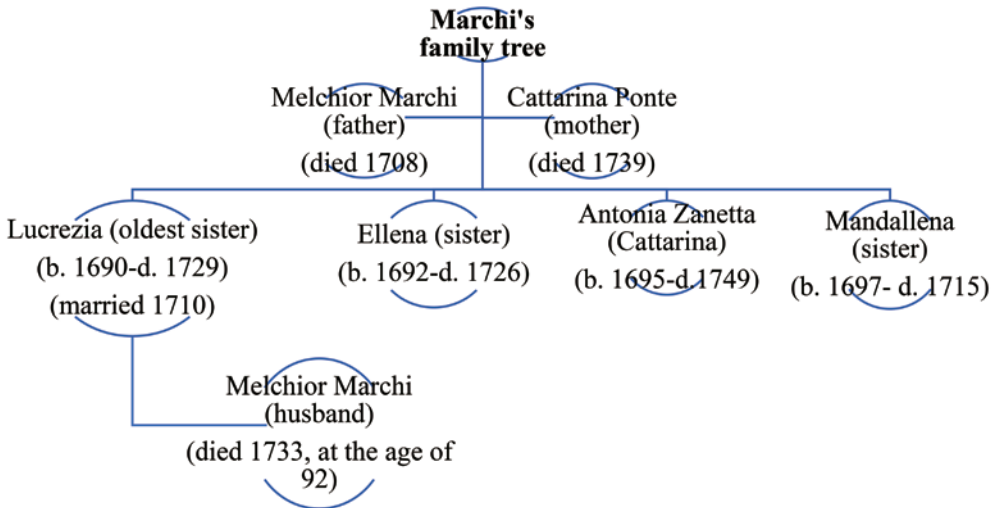 Marchi's
family tree
Melchior Marchi
(father)
(died 1708)
Cattarina Ponte
(mother)
(died 1739)
Lucrezia (oldest sister)
(b. 1690-d. 1729)
(married 1710)
Ellena (sister)
(b. 1692-d. 1726)
Antonia Zanetta
(Cattarina)
(b. 1695-d.1749)
Mandallena
(sister)
(b. 1697- d. 1715)
Melchior Marchi
(husband)
(died 1733, at the age of
92)